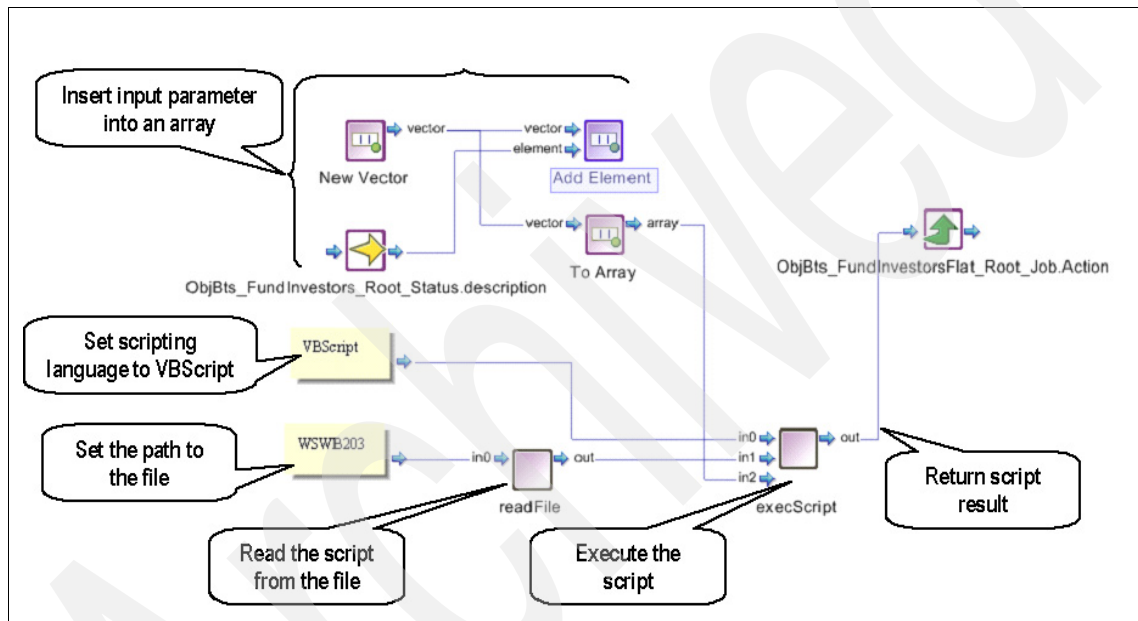 Insert input parameter
into an array
vector
vector
element
New Vector
Add Element
vector
array
To Array
ObjBts_FundInvestors_Root_Status.description
ObjBts_FundInvestorsFlat_Root_Job.Action
Set scripting
language to VBScript
VBScript
Set the path to
the file
WSWB203
in0
out
readFile
in0
in1
in2
out
execScript
Return script
result
Read the script
from the file
Execute the
script
Archived